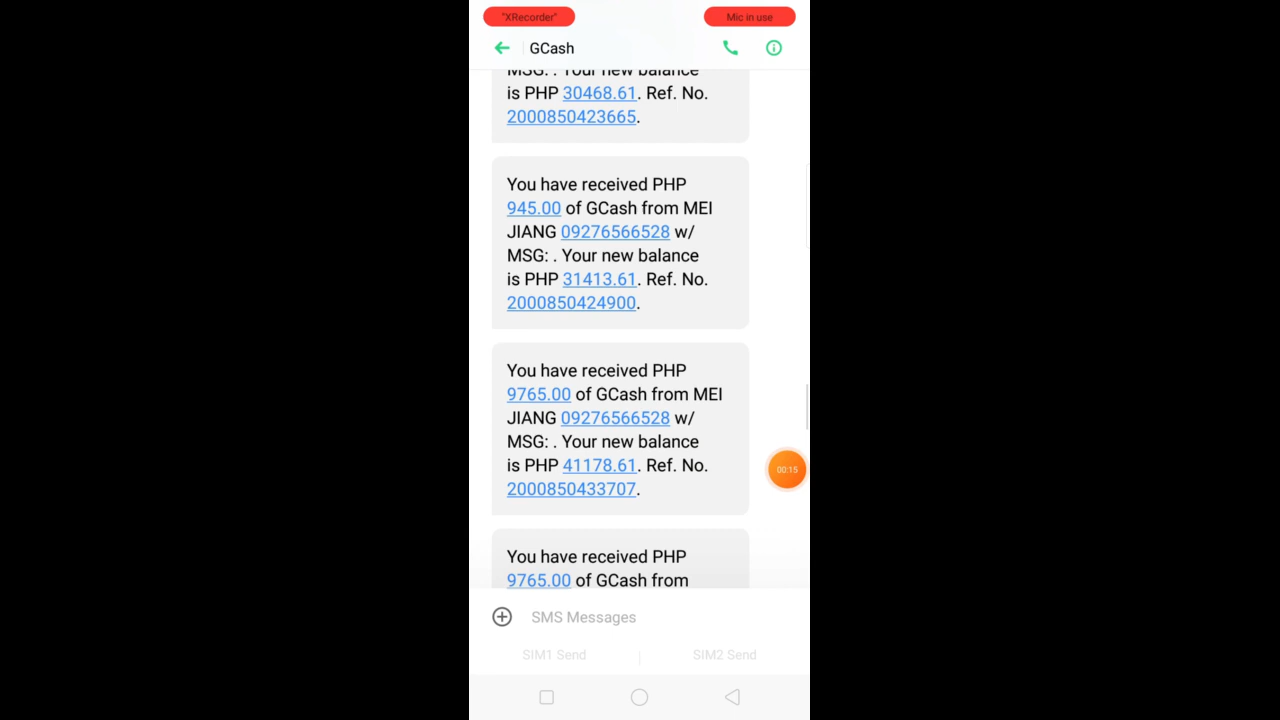 "XRecorder"
Mic in use
GCash
MSG: . Your new balance
is PHP 30468.61. Ref. No.
2000850423665.
You have received PHP
945.00 of GCash from MEI
JIANG 09276566528 w/
MSG: . Your new balance
is PHP 31413.61. Ref. No.
2000850424900.
You have received PHP
9765.00 of GCash from MEI
JIANG 09276566528 w/
MSG: . Your new balance
is PHP 41178.61. Ref. No.
2000850433707.
00:15
You have received PHP
9765.00 of GCash from
SMS Messages
SIM1 Send
SIM2 Send